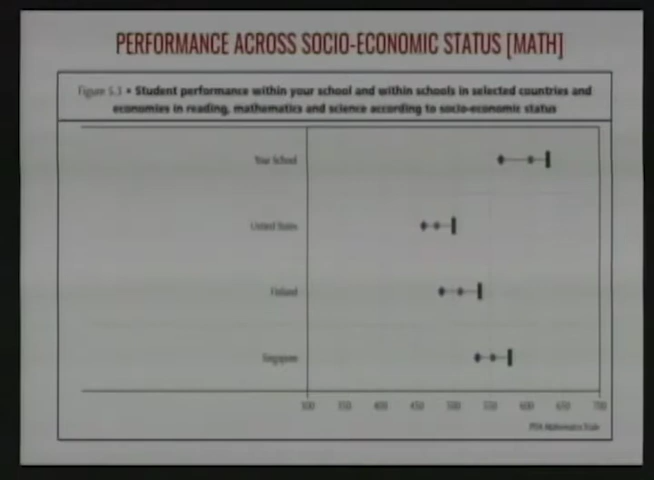 PERFORMANCE ACROSS SOCIO-ECONOMIC STATUS [MATH]
Figure 5.3 • Student performance within your school and within schools in selected countries and
economies in reading, mathematics and science according to socio-economic status
Your School
United States
Finland
Singapore
300 350 400 450 500 550 600 650 700
PISA Mathematics Scale